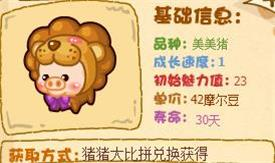 基础信息:
品种: 美美猪
成长速度: 1
初始魅力值: 23
单价: 42摩尔豆
寿命: 30天
获取方式: 猪猪大比拼兑换获得